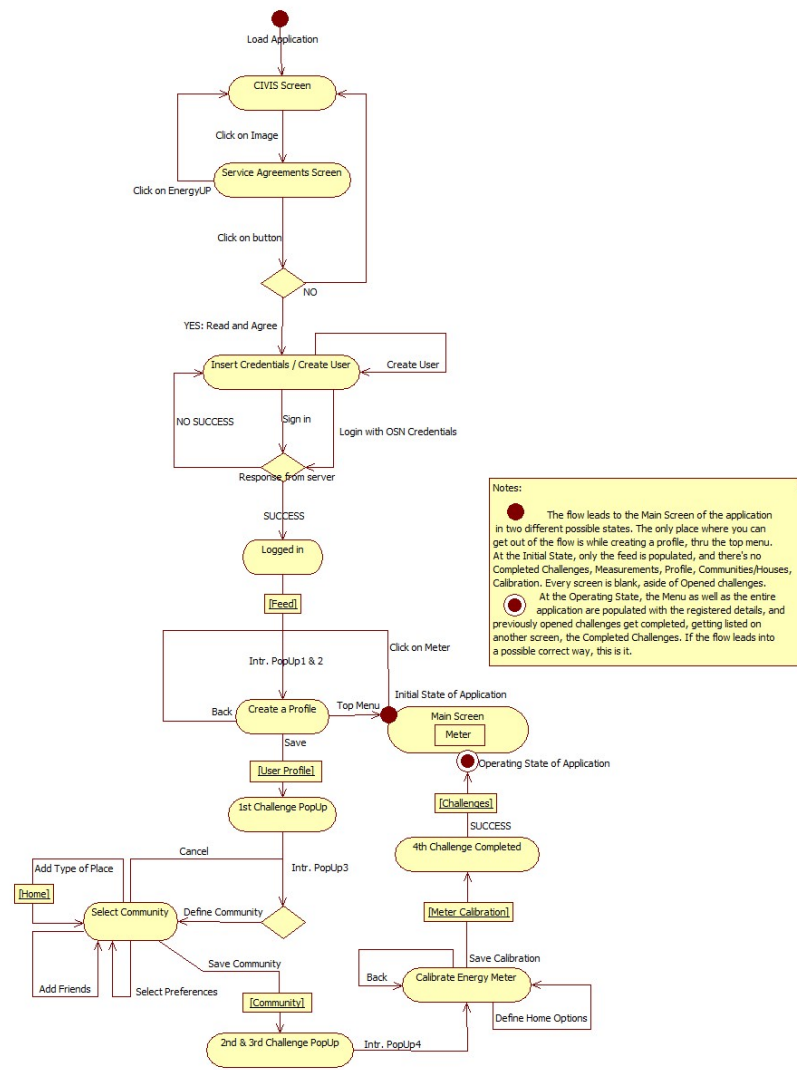 Load Application
CIVIS Screen
Click on Image
Service Agreements Screen
Click on EnergyUP
Click on button
NO
YES: Read and Agree
Insert Credentials / Create User
Create User
NO SUCCESS
Sign in
Login with OSN Credentials
Response from server
SUCCESS
Logged in
[Feed]
Intr. PopUp1 & 2
Click on Meter
Back
Create a Profile
Top Menu
Initial State of Application
Main Screen
Meter
Operating State of Application
Save
[User Profile]
1st Challenge PopUp
[Challenges]
SUCCESS
4th Challenge Completed
Cancel
Intr. PopUp3
Add Type of Place
[Home]
Select Community
Define Community
[Meter Calibration]
Save Community
Add Friends
Select Preferences
[Community]
2nd & 3rd Challenge PopUp
Intr. PopUp4
Save Calibration
Back
Calibrate Energy Meter
Define Home Options
Notes:
The flow leads to the Main Screen of the application
in two different possible states. The only place where you can
get out of the flow is while creating a profile, thru the top menu.
At the Initial State, only the feed is populated, and there's no
Completed Challenges, Measurements, Profile, Communities/Houses,
Calibration. Every screen is blank, aside of Opened challenges.
At the Operating State, the Menu as well as the entire
application are populated with the registered details, and
previously opened challenges get completed, getting listed on
another screen, the Completed Challenges. If the flow leads into
a possible correct way, this is it.